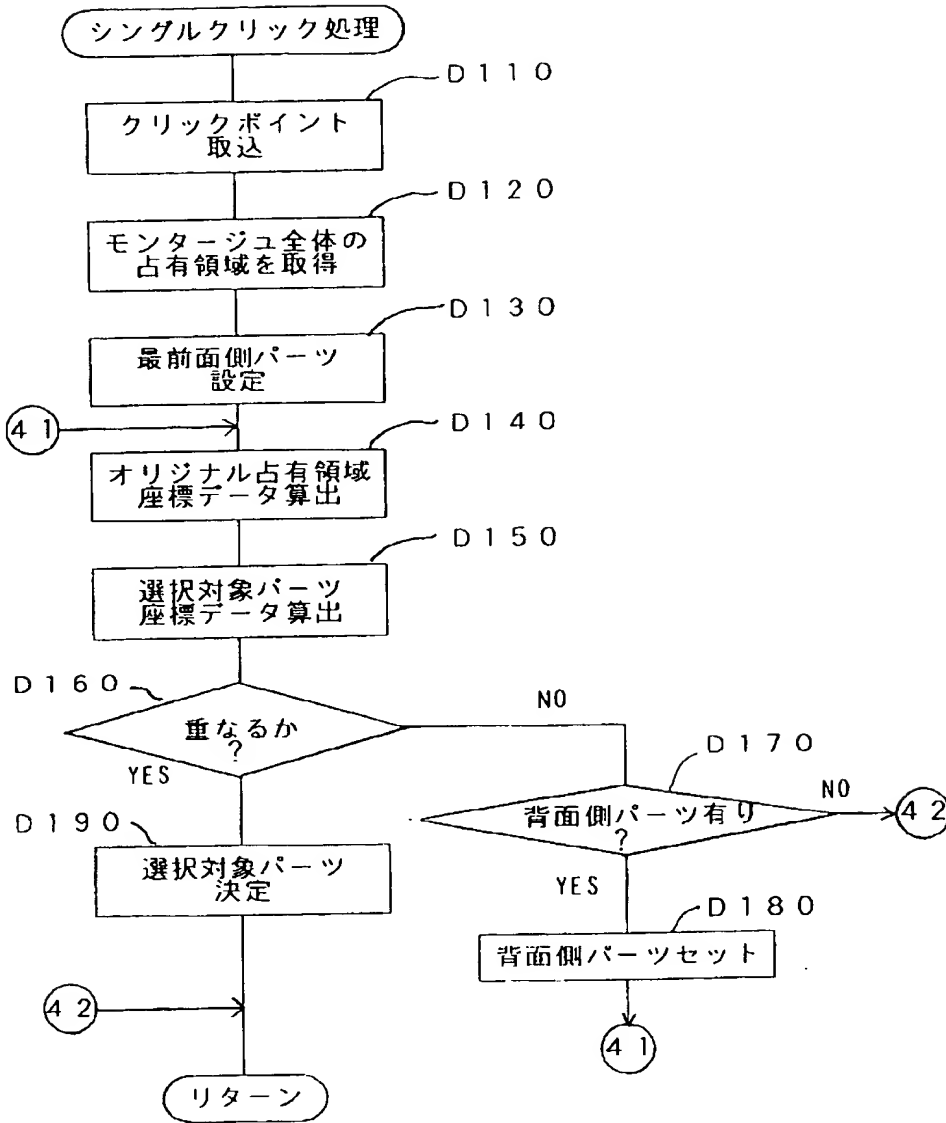 シングルクリック処理
D110
クリックポイント
取込
D120
モンタージュ全体の
占有領域を取得
D130
最前面側パーツ
設定
41
D140
オリジナル占有領域
座標データ算出
D150
選択対象パーツ
座標データ算出
D160
重なるか
?
NO
YES
D170
背面側パーツ有り
?
NO
42
YES
D190
選択対象パーツ
決定
D180
背面側パーツセット
41
42
リターン